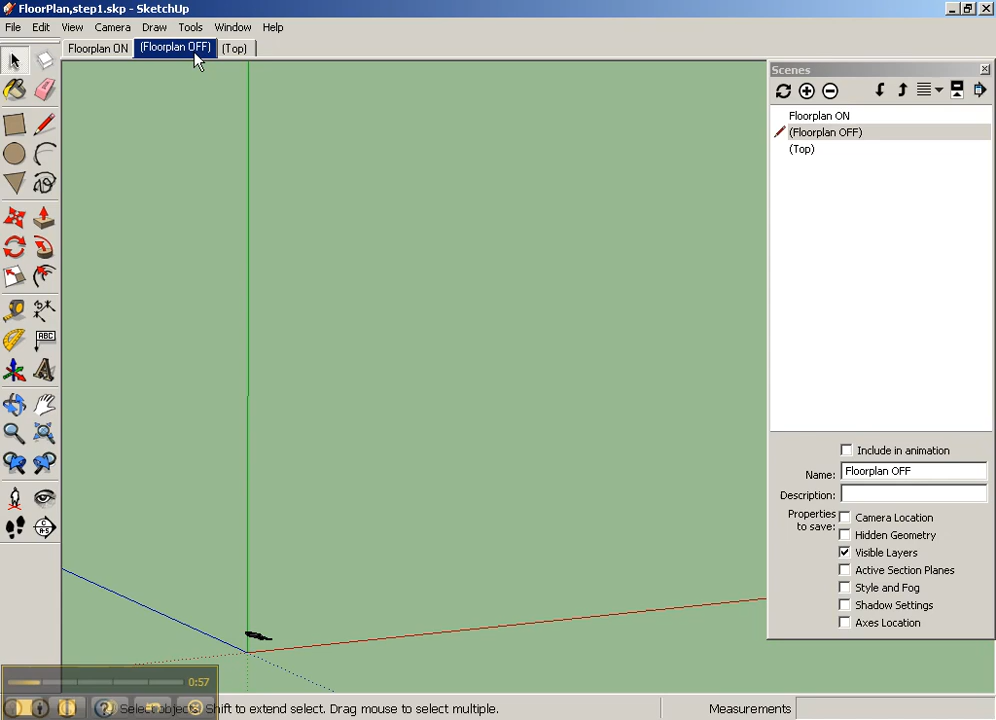 FloorPlan,step1.skp - SketchUp
File Edit View Camera Draw Tools Window Help
Floorplan ON (Floorplan OFF) (Top)
Scenes
Floorplan ON
(Floorplan OFF)
(Top)
ABC
Include in animation
Name: Floorplan OFF
Description:
Properties to save:
Camera Location
Hidden Geometry
Visible Layers
Active Section Planes
Style and Fog
Shadow Settings
Axes Location
0:57
Select objects. Shift to extend select. Drag mouse to select multiple.
Measurements